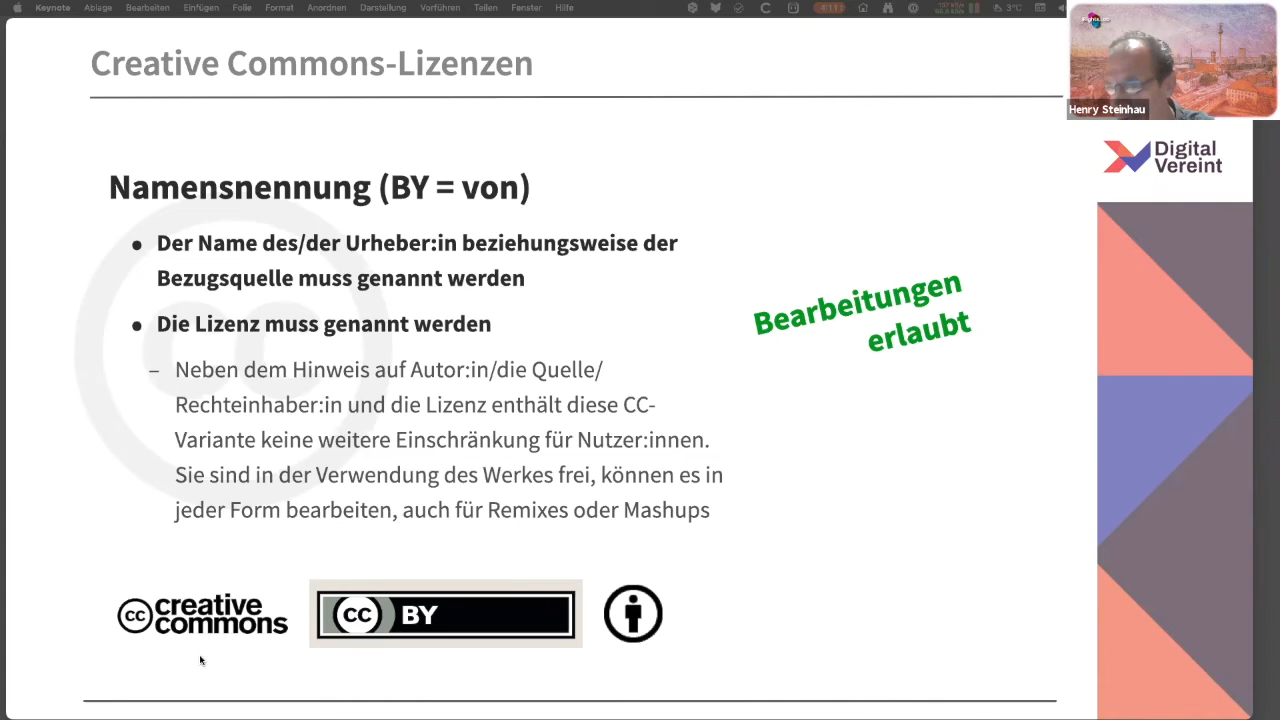 Keynote Ablage Bearbeiten Einfügen Folie Format Anordnen Darstellung Vorführen Teilen Fenster Hilfe
3°C
Creative Commons-Lizenzen
Henry Steinhau
Digital
Vereint
Namensnennung (BY = von)
• Der Name des/der Urheber:in beziehungsweise der
Bezugsquelle muss genannt werden
• Die Lizenz muss genannt werden
– Neben dem Hinweis auf Autor:in/die Quelle/
Rechteinhaber:in und die Lizenz enthält diese CC-
Variante keine weitere Einschränkung für Nutzer:innen.
Sie sind in der Verwendung des Werkes frei, können es in
jeder Form bearbeiten, auch für Remixes oder Mashups
Bearbeitungen
erlaubt
cc creative
commons
cc BY